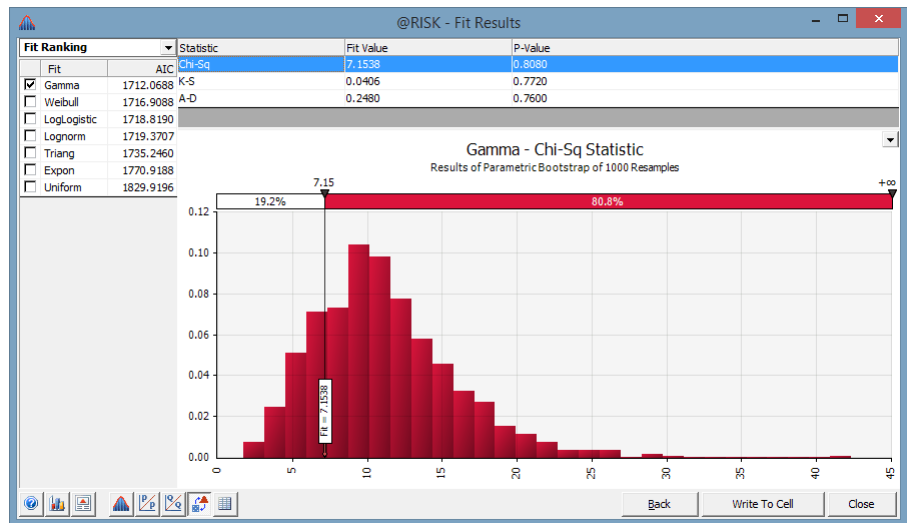 @RISK - Fit Results
Fit Ranking
Fit AIC
Gamma 1712.0688
Weibull 1716.9088
LogLogistic 1718.8190
Lognorm 1719.3707
Triang 1735.2460
Expon 1770.9188
Uniform 1829.9196
Statistic Fit Value P-Value
Chi-Sq 7.1538 0.8080
K-S 0.0406 0.7720
A-D 0.2480 0.7600
Gamma - Chi-Sq Statistic
Results of Parametric Bootstrap of 1000 Resamples
7.15 +∞
19.2% 80.8%
0.12
0.10
0.08
0.06
0.04
0.02
0.00
Fit = 7.1538
0 5 10 15 20 25 30 35 40 45
P/P Q/Q
Back Write To Cell Close